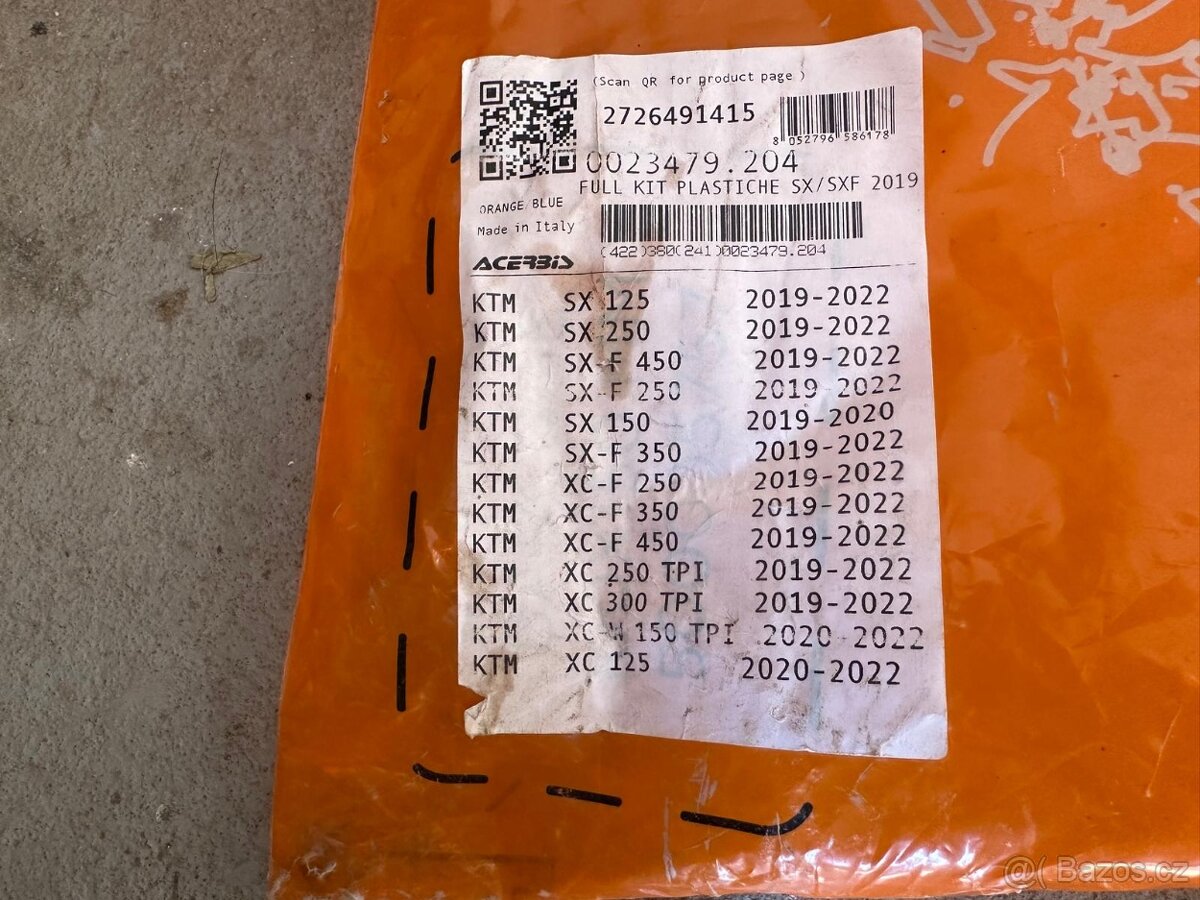 (Scan QR for product page )
2726491415
8 052796 586178
0023479.204
FULL KIT PLASTICHE SX/SXF 2019
ORANGE/BLUE
Made in Italy
(422)380(241)0023479.204
ACERBIS
KTM SX 125 2019-2022
KTM SX 250 2019-2022
KTM SX-F 450 2019-2022
KTM SX-F 250 2019-2022
KTM SX 150 2019-2020
KTM SX-F 350 2019-2022
KTM XC-F 250 2019-2022
KTM XC-F 350 2019-2022
KTM XC-F 450 2019-2022
KTM XC 250 TPI 2019-2022
KTM XC 300 TPI 2019-2022
KTM XC-W 150 TPI 2020-2022
KTM XC 125 2020-2022
@( Bazos.cz